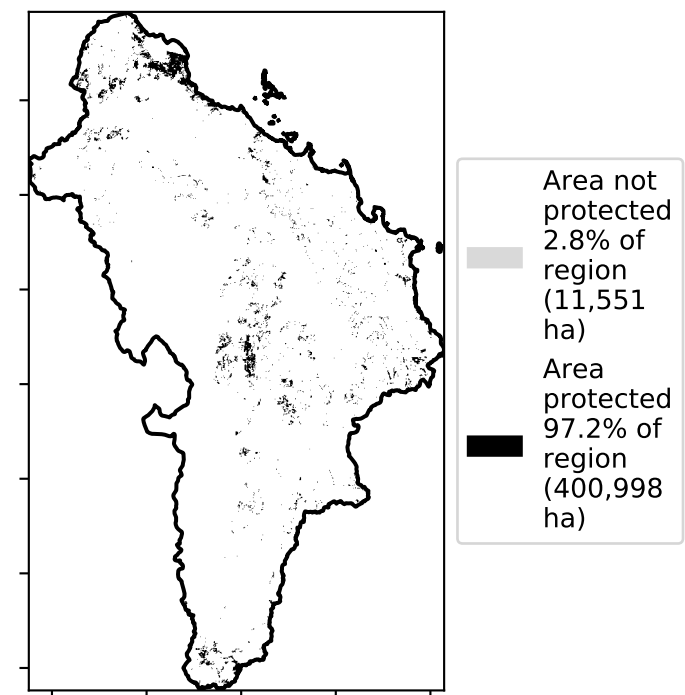 Area not
protected
2.8% of
region
(11,551
ha)
Area
protected
97.2% of
region
(400,998
ha)